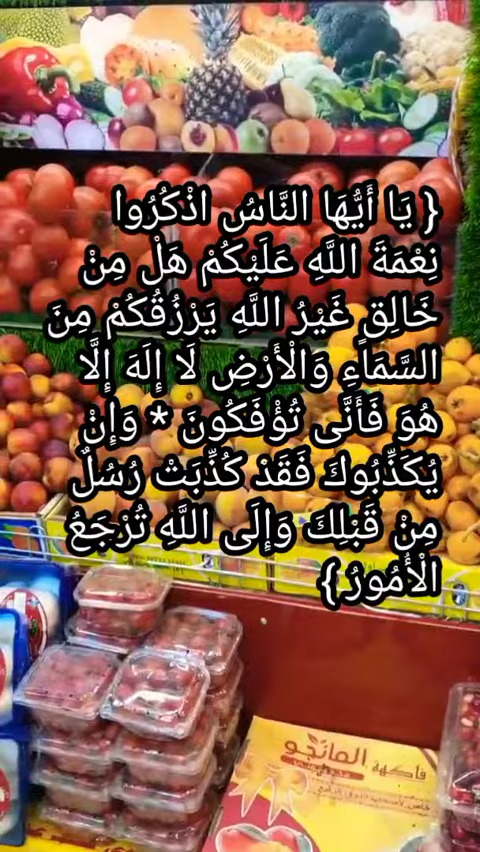 { يَا أَيُّهَا النَّاسُ اذْكُرُوا
نِعْمَةَ اللَّهِ عَلَيْكُمْ هَلْ مِنْ
خَالِقٍ غَيْرُ اللَّهِ يَرْزُقُكُمْ مِنَ
السَّمَاءِ وَالْأَرْضِ لَا إِلَهَ إِلَّا
هُوَ فَأَنَّى تُؤْفَكُونَ * وَإِنْ
يُكَذِّبُوكَ فَقَدْ كُذِّبَتْ رُسُلٌ
مِنْ قَبْلِكَ وَإِلَى اللَّهِ تُرْجَعُ
الْأُمُورُ }
فاكهة المانجو